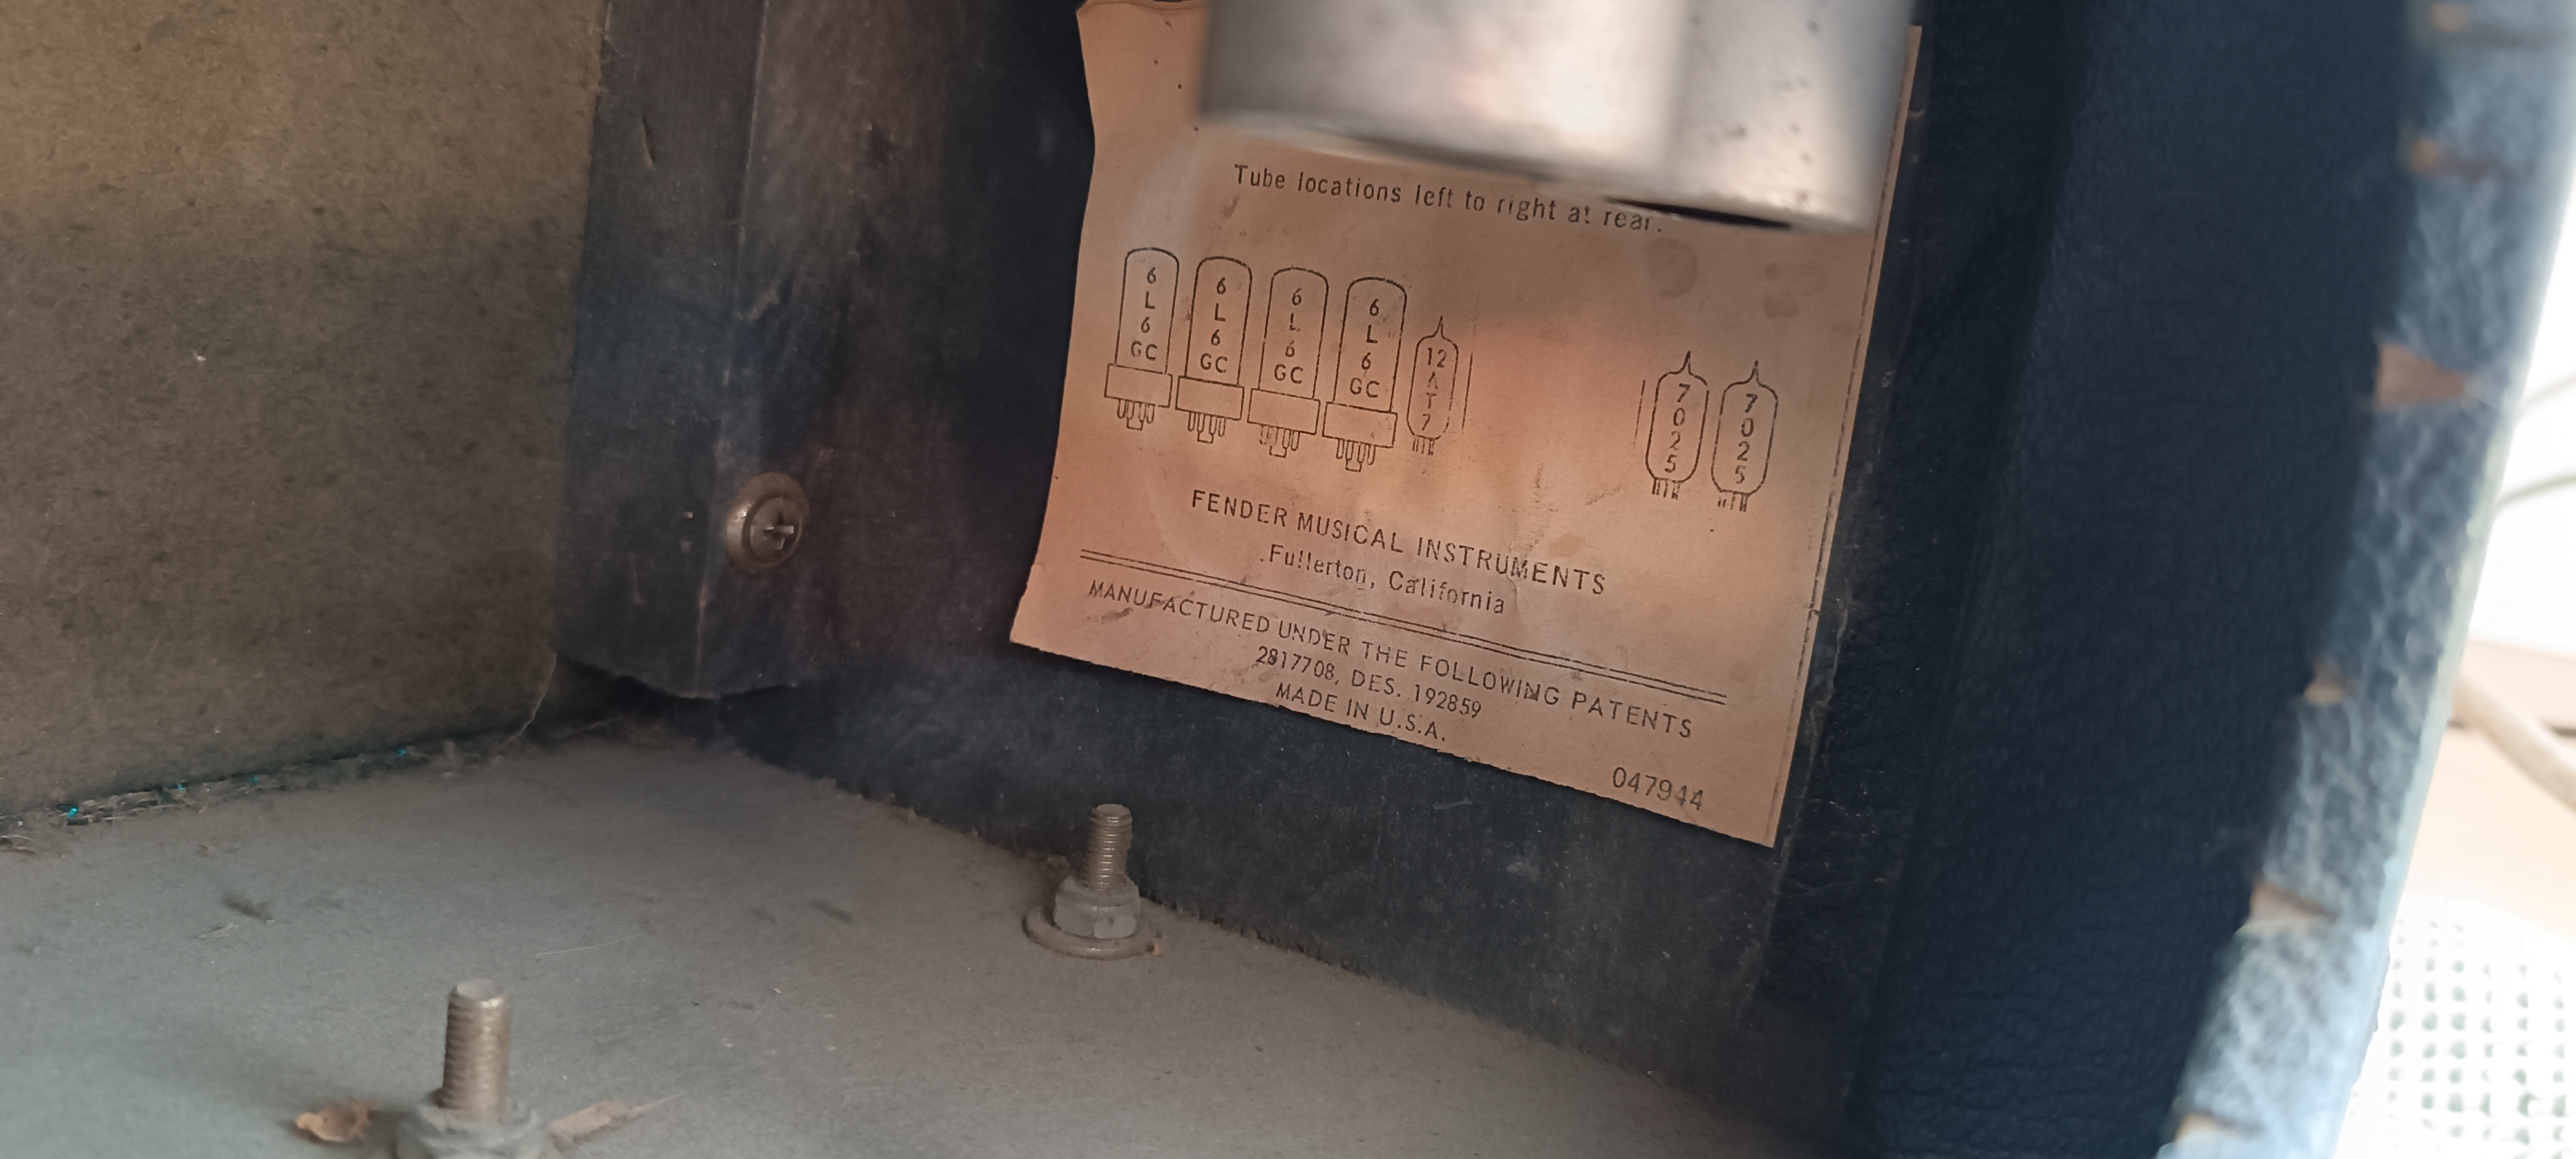 Tube locations left to right at rear.
6L6GC 6L6GC 6L6GC 6L6GC 12AT7 7025 7025
FENDER MUSICAL INSTRUMENTS
Fullerton, California
MANUFACTURED UNDER THE FOLLOWING PATENTS
2817708, DES. 192859
MADE IN U.S.A.
047944